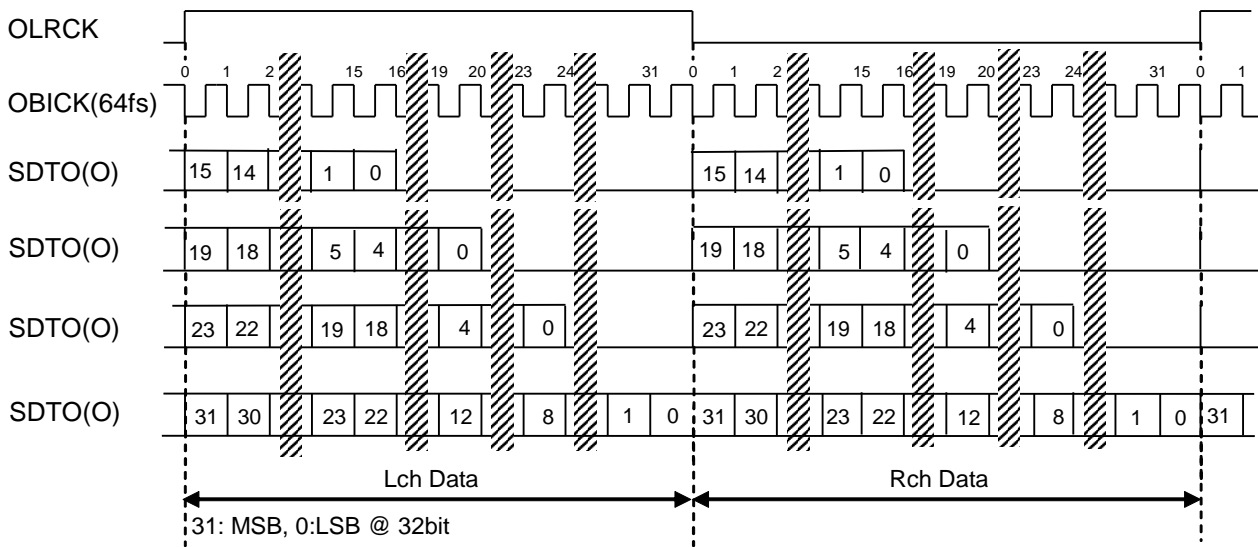 OLRCK
0 1 2 15 16 19 20 23 24 31 0 1 2 15 16 19 20 23 24 31 0 1
OBICK(64fs)
SDTO(O) 15 14 1 0 15 14 1 0
SDTO(O) 19 18 5 4 0 19 18 5 4 0
SDTO(O) 23 22 19 18 4 0 23 22 19 18 4 0
SDTO(O) 31 30 23 22 12 8 1 0 31 30 23 22 12 8 1 0 31
Lch Data Rch Data
31: MSB, 0:LSB @ 32bit